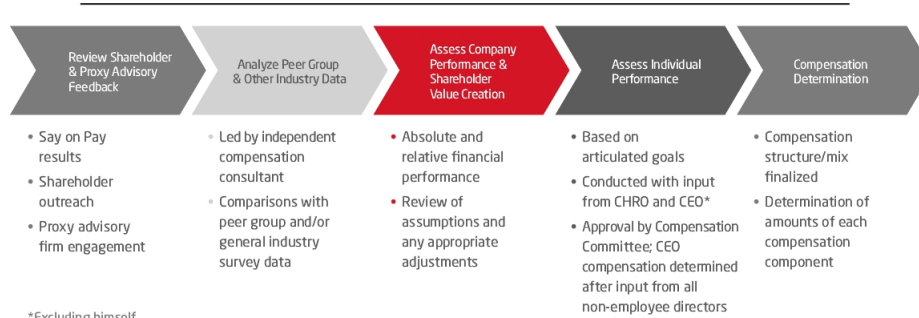 Review Shareholder
& Proxy Advisory
Feedback
Analyze Peer Group
& Other Industry Data
Assess Company
Performance &
Shareholder
Value Creation
Assess Individual
Performance
Compensation
Determination
• Say on Pay
results
• Shareholder
outreach
• Proxy advisory
firm engagement
• Led by independent
compensation
consultant
• Comparisons with
peer group and/or
general industry
survey data
• Absolute and
relative financial
performance
• Review of
assumptions and
any appropriate
adjustments
• Based on
articulated goals
• Conducted with input
from CHRO and CEO*
• Approval by Compensation
Committee; CEO
compensation determined
after input from all
non-employee directors
• Compensation
structure/mix
finalized
• Determination of
amounts of each
compensation
component
*Excluding himself